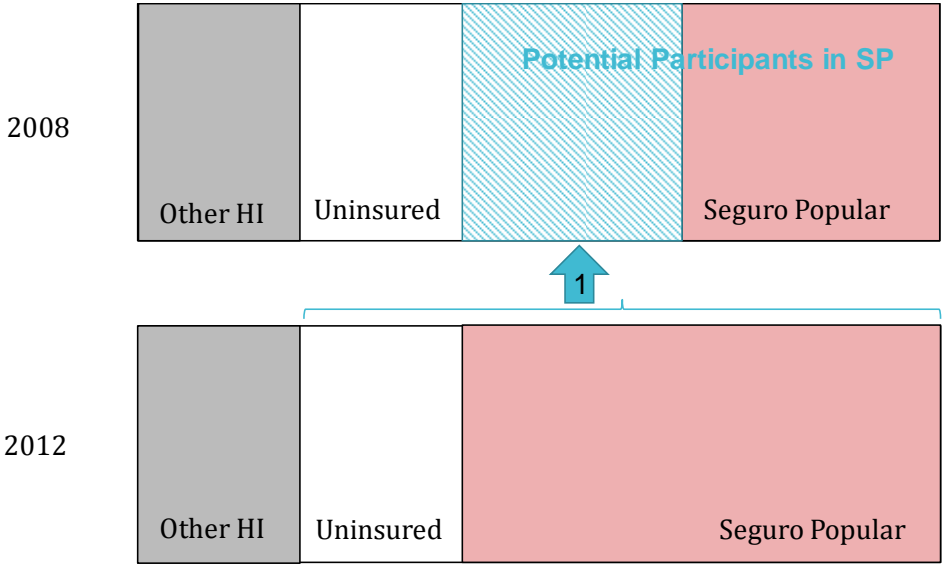 Potential Participants in SP
2008
Other HI
Uninsured
Seguro Popular
1
2012
Other HI
Uninsured
Seguro Popular